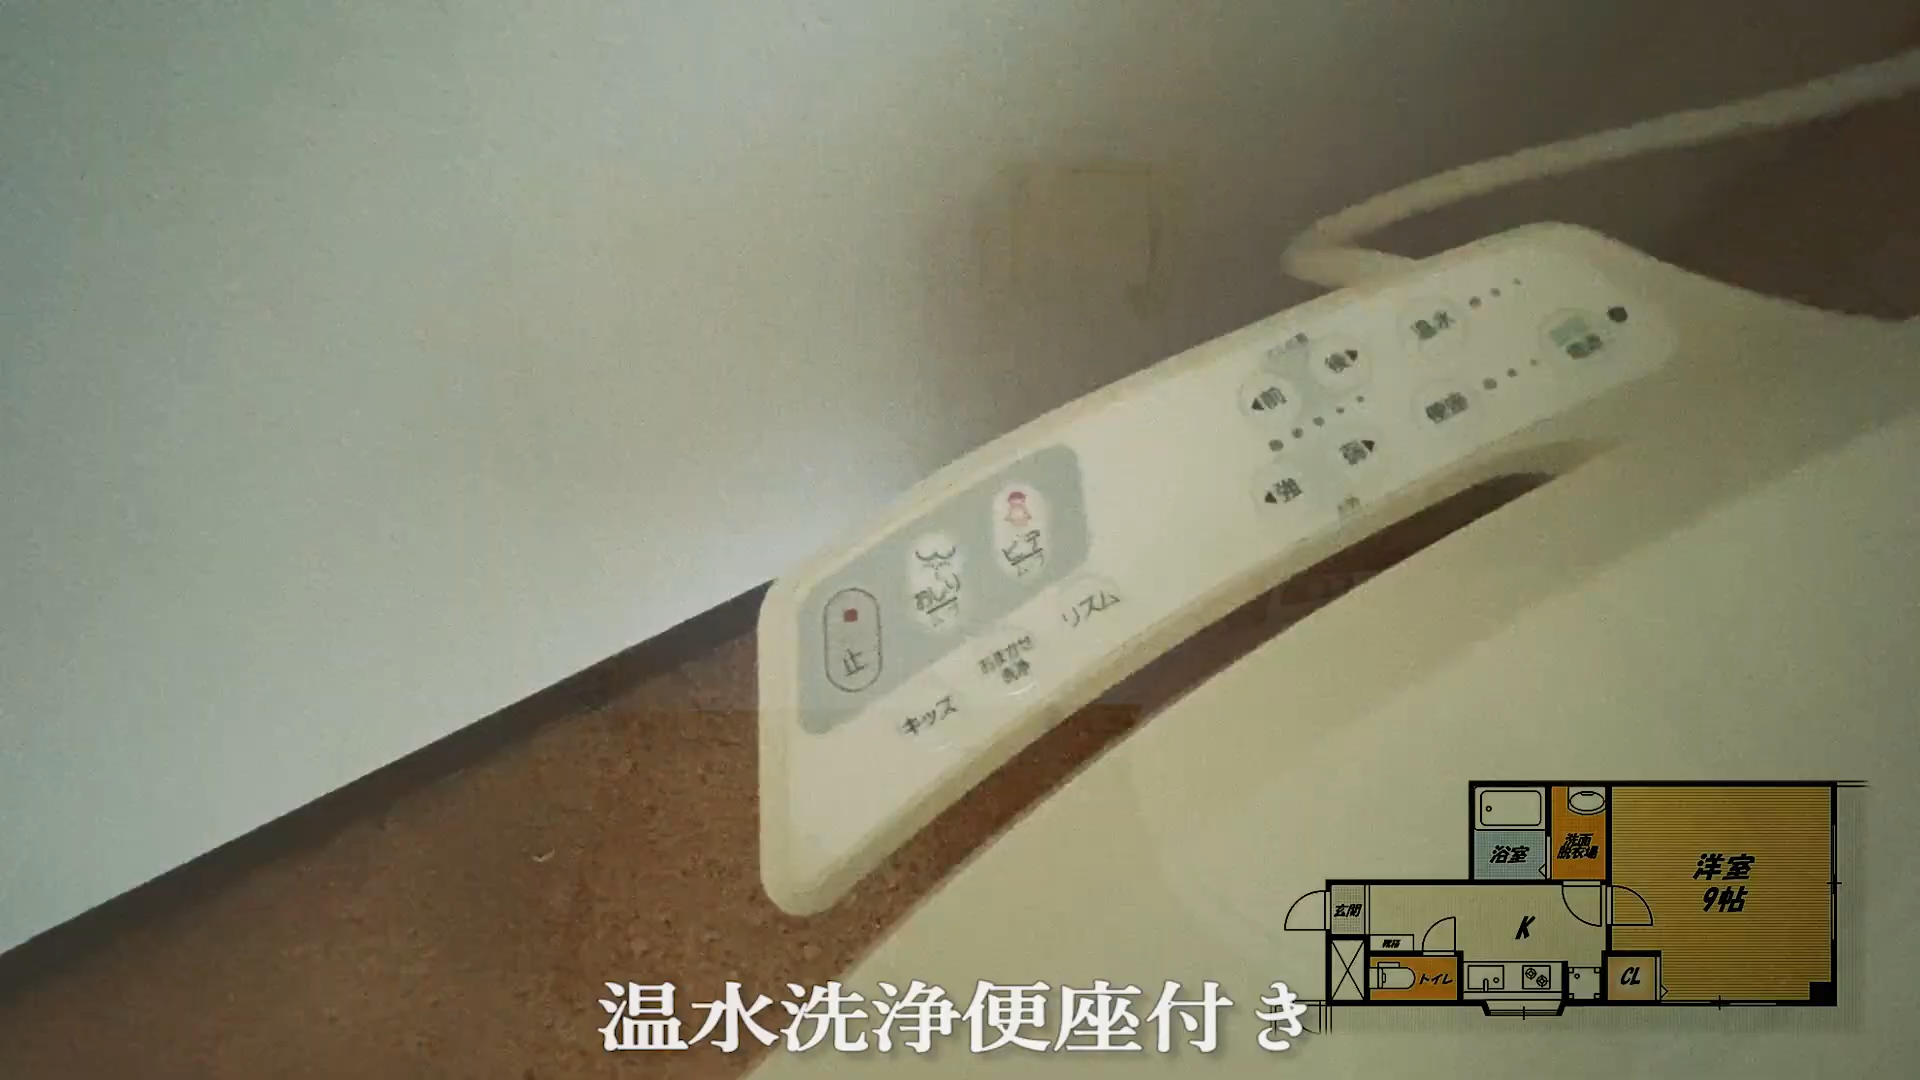 温水
後
前
便座
強
ビデ
おしり
リズム
止
おまかせ
洗浄
キッズ
浴室
洗面
脱衣場
洋室
9帖
玄関
K
トイレ
CL
温水洗浄便座付き